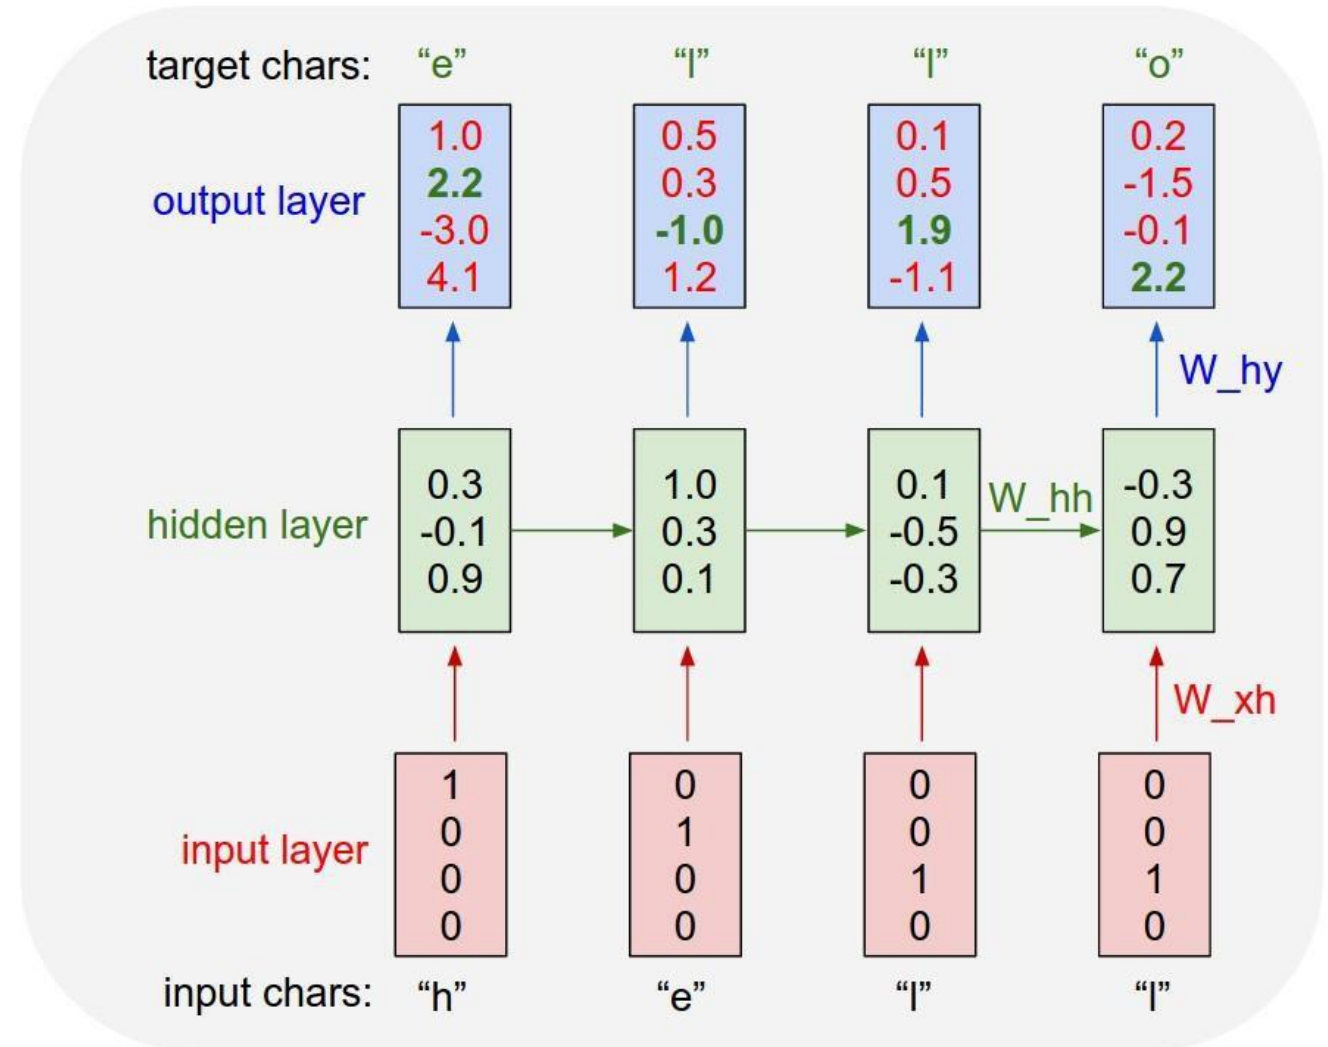 target chars: “e” “l” “l” “o”
1.0 0.5 0.1 0.2
2.2 0.3 0.5 -1.5
output layer
-3.0 -1.0 1.9 -0.1
4.1 1.2 -1.1 2.2
W_hy
0.3 1.0 0.1 -0.3
W_hh
hidden layer
-0.1 0.3 -0.5 0.9
0.9 0.1 -0.3 0.7
W_xh
1 0 0 0
0 1 0 0
input layer
0 0 1 1
0 0 0 0
input chars: “h” “e” “l” “l”